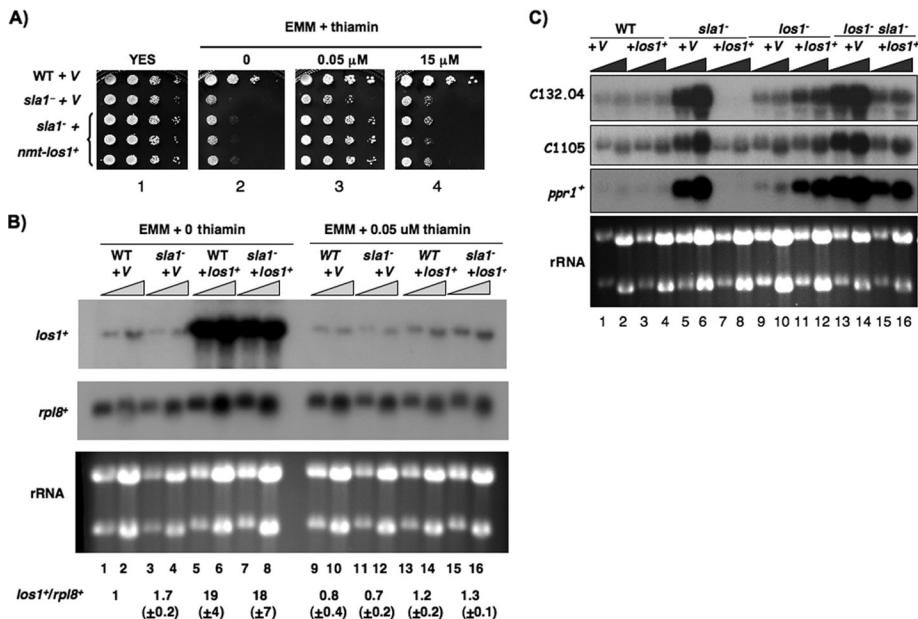 A)
EMM + thiamin
YES 0 0.05 µM 15 µM
WT + V
sla1⁻ + V
sla1⁻ +
nmt-los1⁺
1 2 3 4
B)
EMM + 0 thiamin EMM + 0.05 uM thiamin
WT sla1⁻ WT sla1⁻ WT sla1⁻ WT sla1⁻
+V +V +los1⁺ +los1⁺ +V +V +los1⁺ +los1⁺
los1⁺
rpl8⁺
rRNA
1 2 3 4 5 6 7 8 9 10 11 12 13 14 15 16
los1⁺/rpl8⁺ 1 1.7 19 18 0.8 0.7 1.2 1.3
(±0.2) (±4) (±7) (±0.4) (±0.2) (±0.2) (±0.1)
C)
WT sla1⁻ los1⁻ los1⁻ sla1⁻
+V +los1⁺ +V +los1⁺ +V +los1⁺ +V +los1⁺
C132.04
C1105
ppr1⁺
rRNA
1 2 3 4 5 6 7 8 9 10 11 12 13 14 15 16